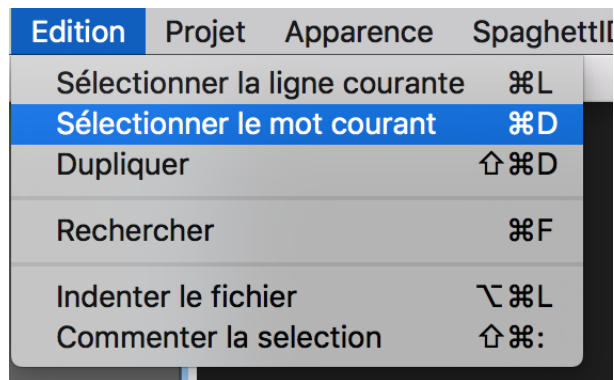 Edition Projet Apparence SpaghettID
Sélectionner la ligne courante ⌘L
Sélectionner le mot courant ⌘D
Dupliquer ⇧⌘D
Rechercher ⌘F
Indenter le fichier ⌥⌘L
Commenter la selection ⇧⌘: